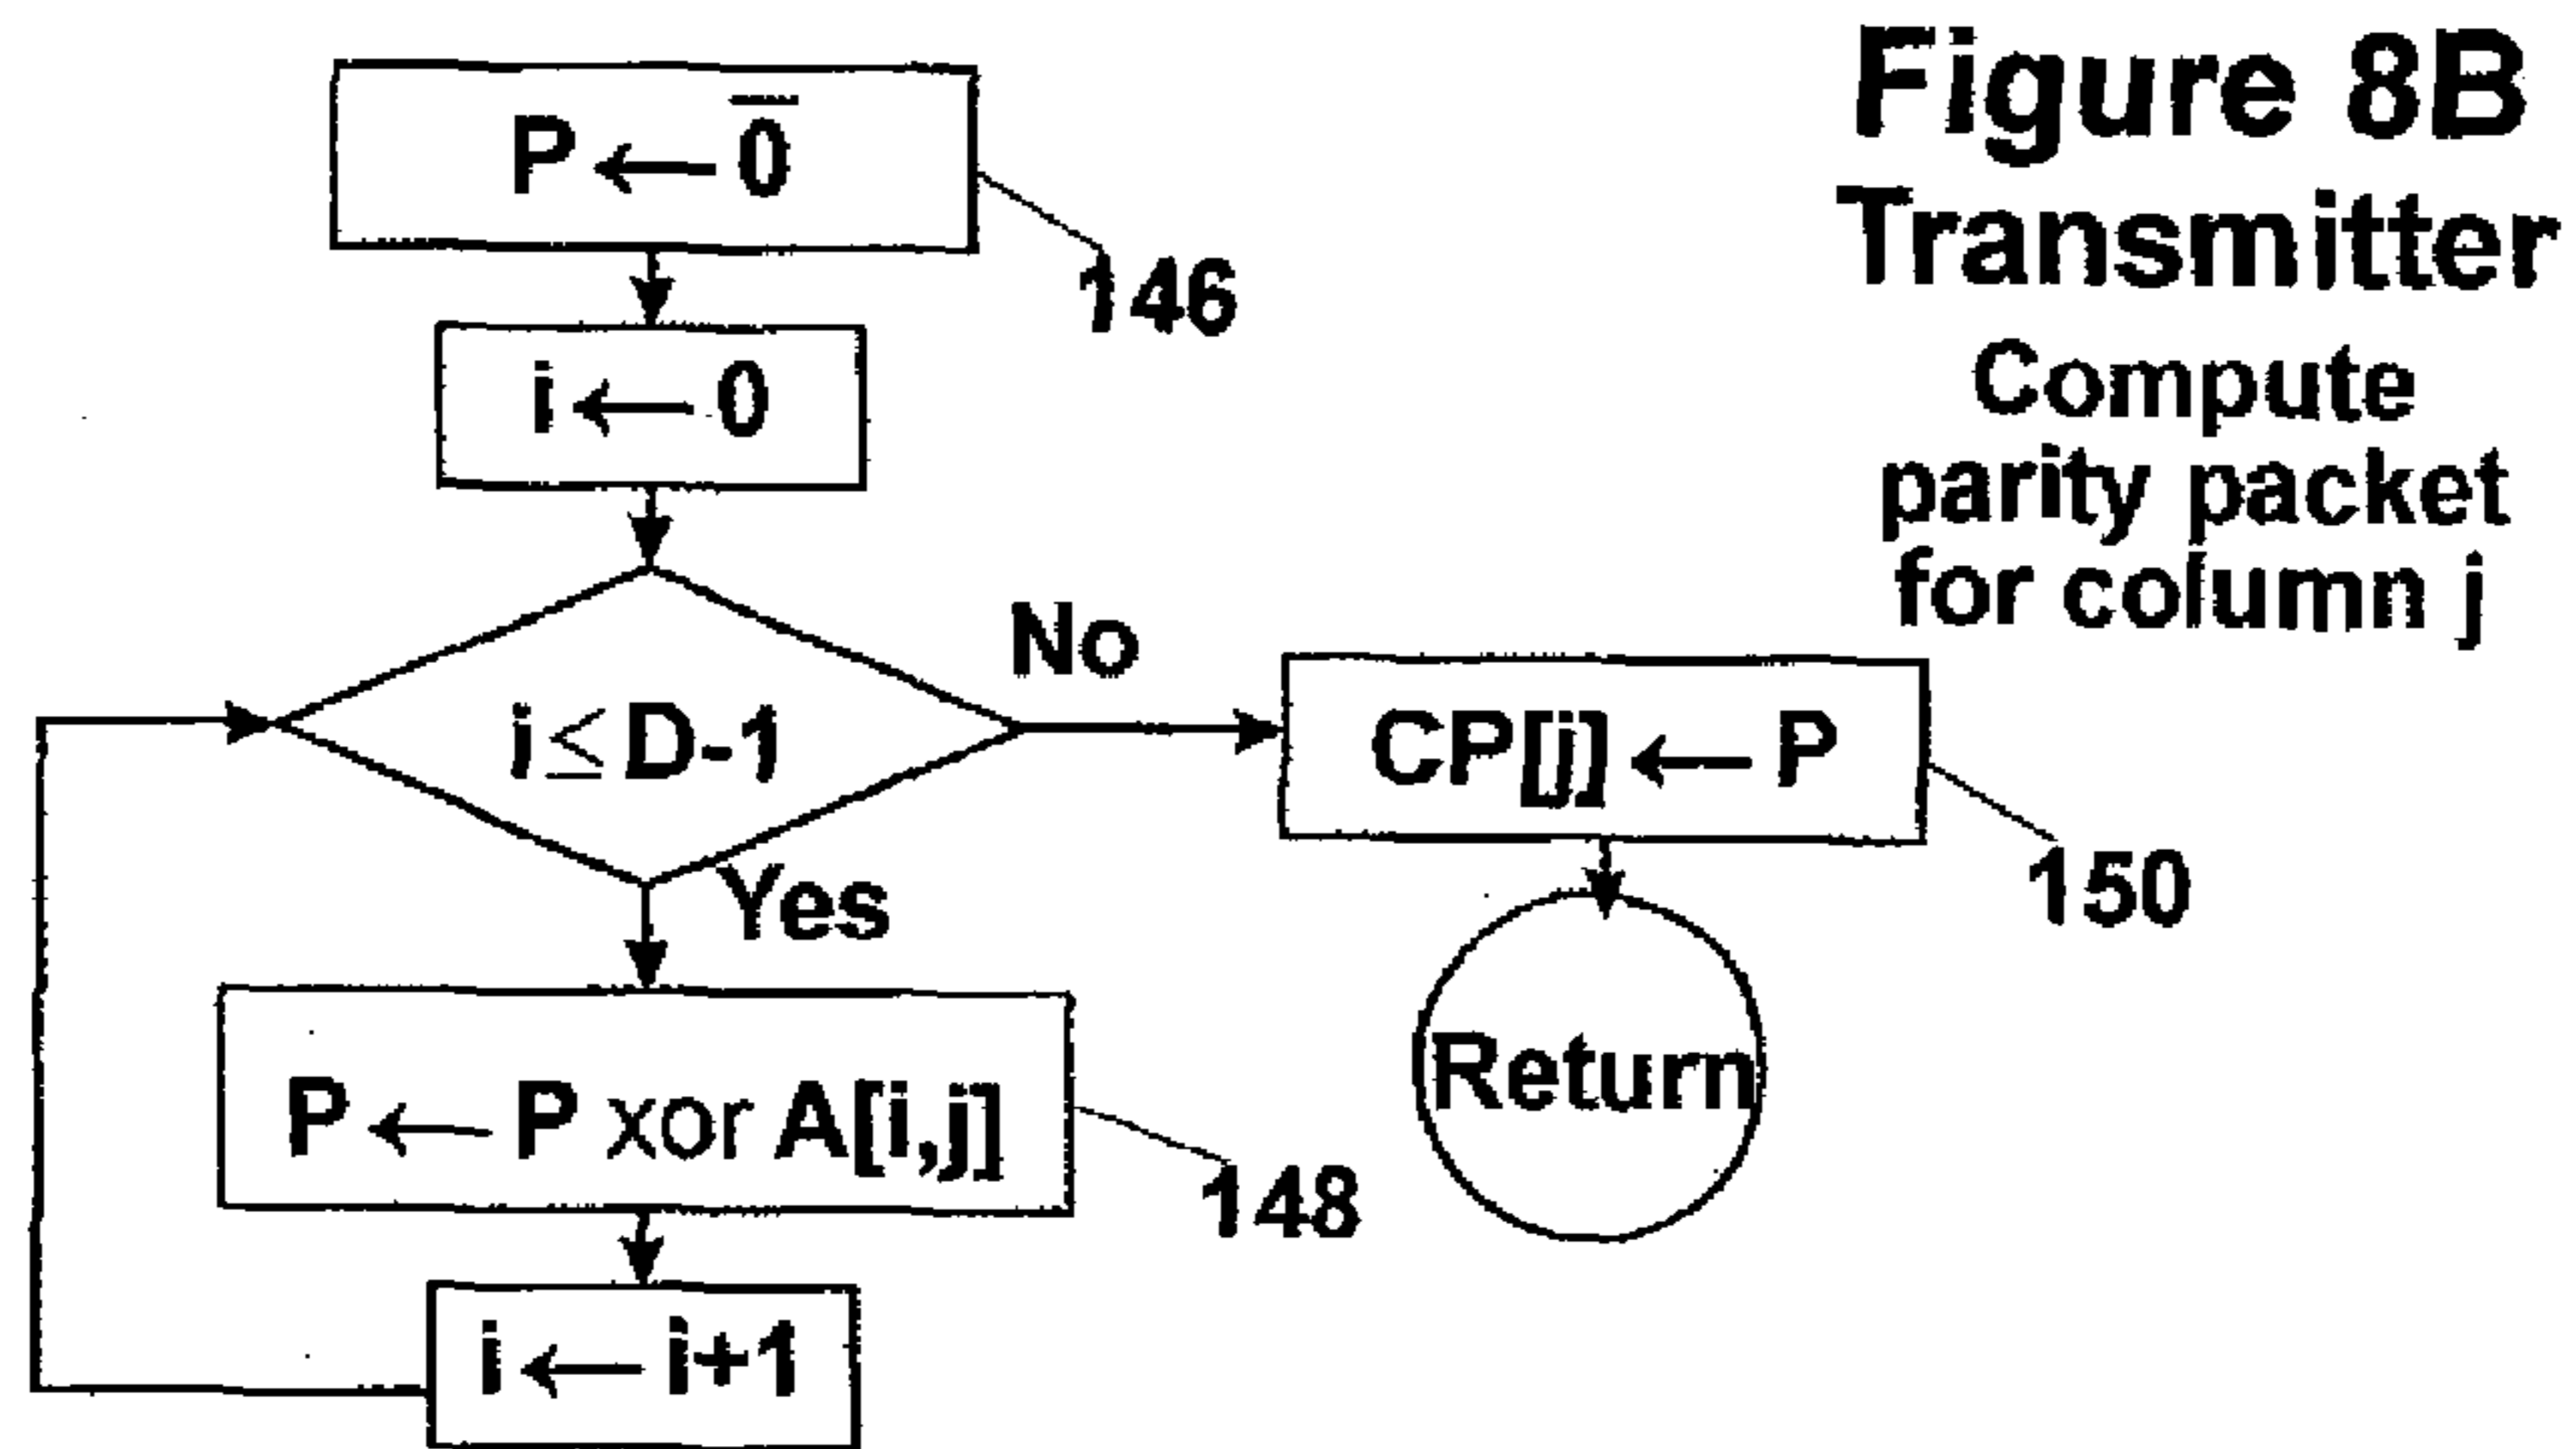 Figure 8B
Transmitter
Compute
parity packet
for column j
P ← 0̅
146
i ← 0
i ≤ D-1
No
CP[j] ← P
150
Yes
Return
P ← P xor A[i,j]
148
i ← i+1